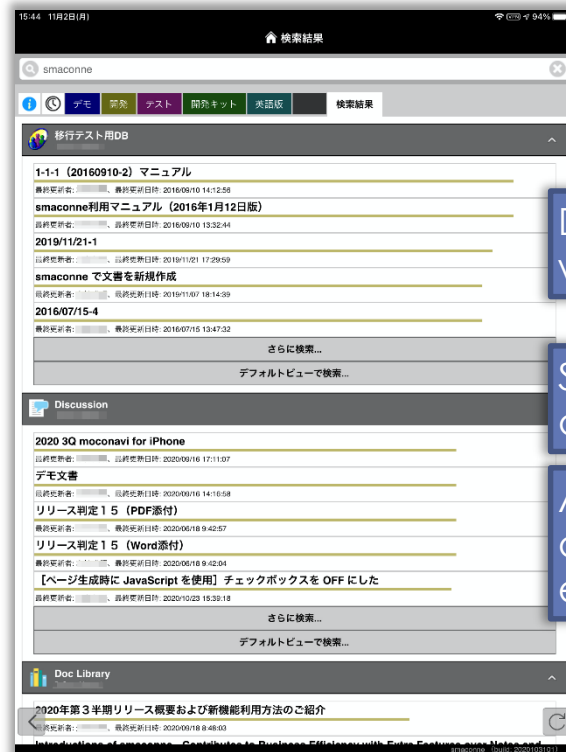 15:44 11月2日(月)
94%
検索結果
smaconne
デモ 開発 テスト 開発キット 英語版 検索結果
移行テスト用DB
1-1-1（20160910-2）マニュアル
最終更新者: 、最終更新日時: 2016/09/10 14:12:56
smaconne利用マニュアル（2016年1月12日版）
最終更新者: 、最終更新日時: 2016/09/10 13:32:44
2019/11/21-1
最終更新者: 、最終更新日時: 2019/11/21 17:29:59
smaconne で文書を新規作成
最終更新者: 、最終更新日時: 2019/11/07 18:14:39
2016/07/15-4
最終更新者: 、最終更新日時: 2016/07/15 13:47:32
さらに検索...
デフォルトビューで検索...
Discussion
2020 3Q moconavi for iPhone
最終更新者: 、最終更新日時: 2020/09/16 17:11:07
デモ文書
最終更新者: 、最終更新日時: 2020/09/16 14:16:58
リリース判定１５（PDF添付）
最終更新者: 、最終更新日時: 2020/06/18 9:42:57
リリース判定１５（Word添付）
最終更新者: 、最終更新日時: 2020/06/18 9:42:04
［ページ生成時に JavaScript を使用］チェックボックスを OFF にした
最終更新者: 、最終更新日時: 2020/10/23 15:39:18
さらに検索...
デフォルトビューで検索...
Doc Library
2020年第３半期リリース概要および新機能利用方法のご紹介
最終更新者: 、最終更新日時: 2020/09/18 8:48:03
Introductions of smaconne - Contributes to Business Efficiency with Extra Features over Notes and
smaconne (build: 2020103101)